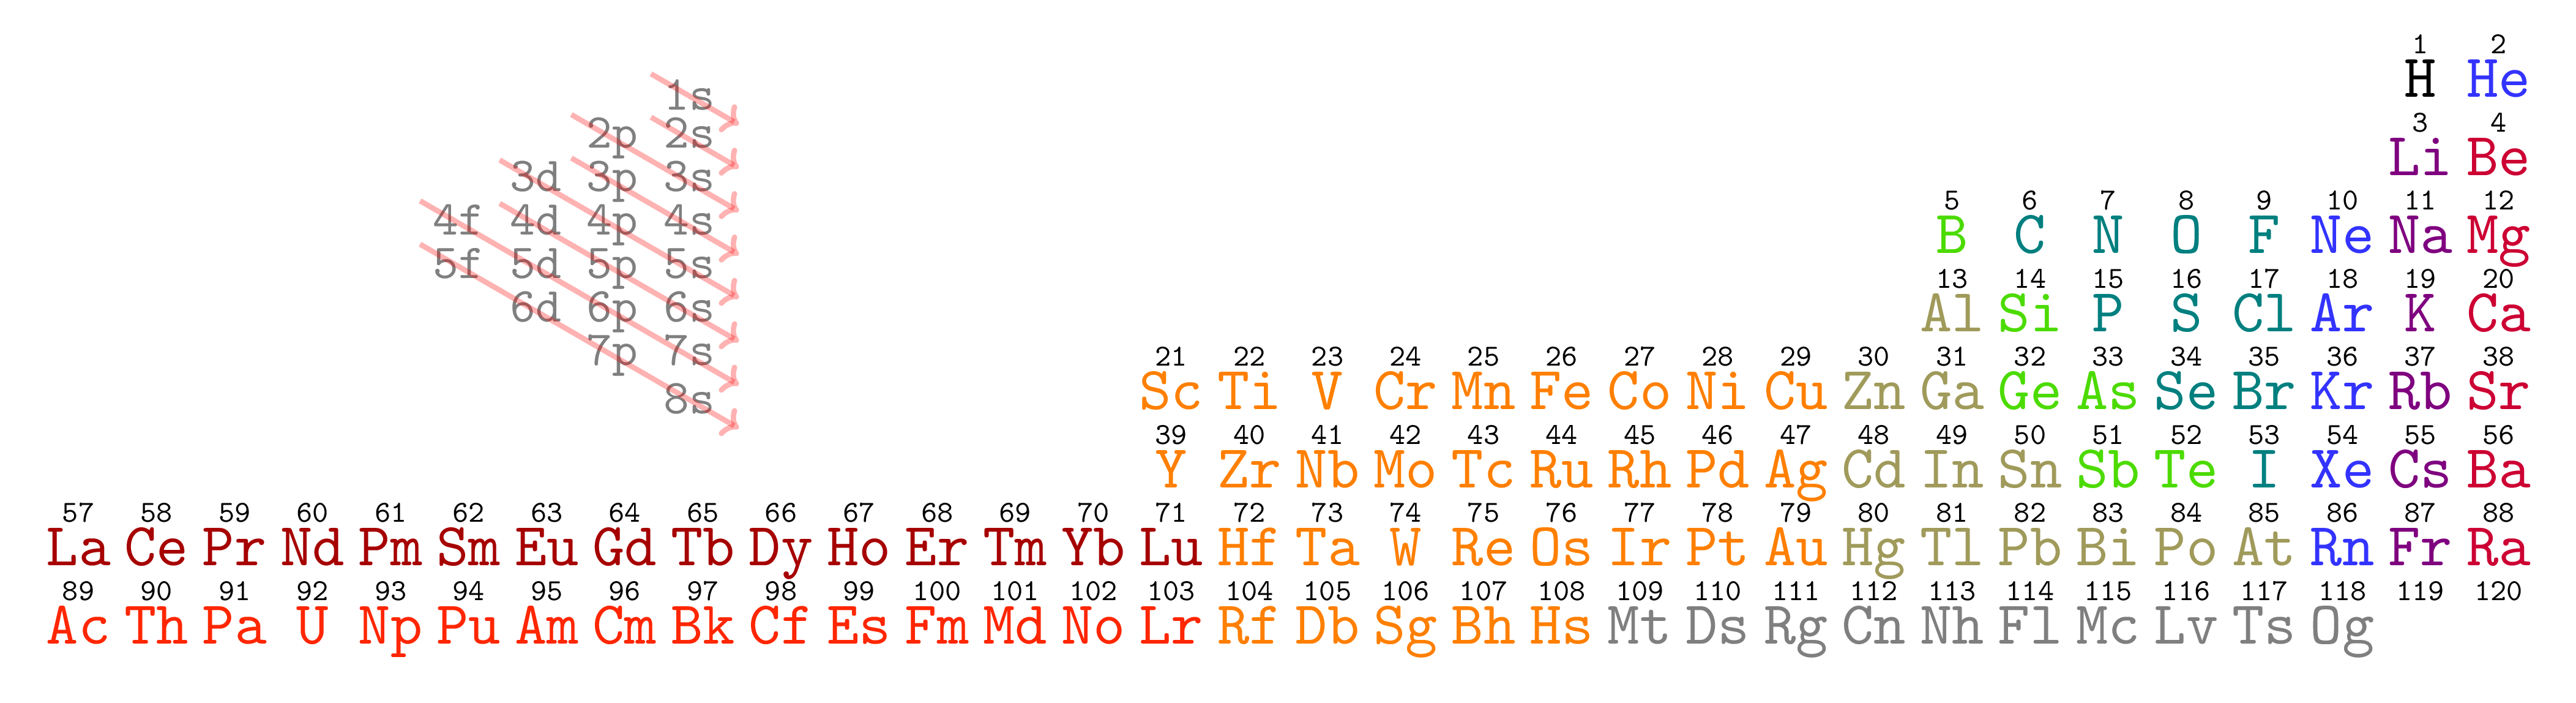 1 2
H He
1s
3 4
2p 2s
Li Be
3d 3p 3s
5 6 7 8 9 10 11 12
4f 4d 4p 4s
B C N O F Ne Na Mg
5f 5d 5p 5s
13 14 15 16 17 18 19 20
6d 6p 6s
Al Si P S Cl Ar K Ca
7p 7s
21 22 23 24 25 26 27 28 29 30 31 32 33 34 35 36 37 38
Sc Ti V Cr Mn Fe Co Ni Cu Zn Ga Ge As Se Br Kr Rb Sr
8s
39 40 41 42 43 44 45 46 47 48 49 50 51 52 53 54 55 56
Y Zr Nb Mo Tc Ru Rh Pd Ag Cd In Sn Sb Te I Xe Cs Ba
57 58 59 60 61 62 63 64 65 66 67 68 69 70 71 72 73 74 75 76 77 78 79 80 81 82 83 84 85 86 87 88
La Ce Pr Nd Pm Sm Eu Gd Tb Dy Ho Er Tm Yb Lu Hf Ta W Re Os Ir Pt Au Hg Tl Pb Bi Po At Rn Fr Ra
89 90 91 92 93 94 95 96 97 98 99 100 101 102 103 104 105 106 107 108 109 110 111 112 113 114 115 116 117 118 119 120
Ac Th Pa U Np Pu Am Cm Bk Cf Es Fm Md No Lr Rf Db Sg Bh Hs Mt Ds Rg Cn Nh Fl Mc Lv Ts Og